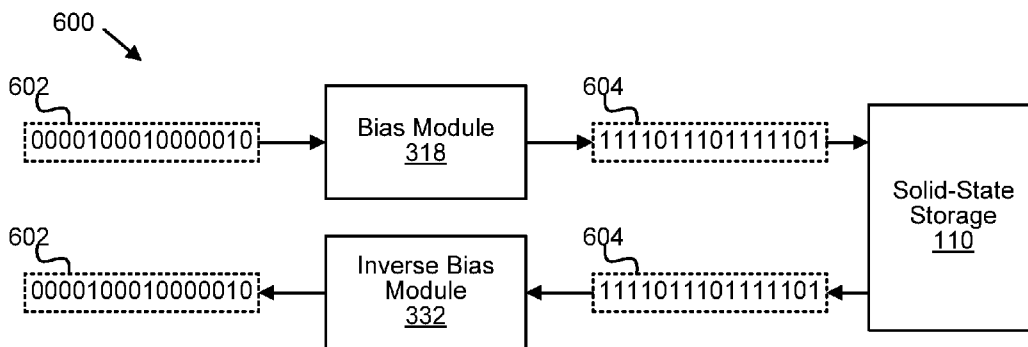 600
602
0000100010000010
Bias Module
318
604
1111011101111101
Solid-State
Storage
110
602
0000100010000010
Inverse Bias
Module
332
604
1111011101111101